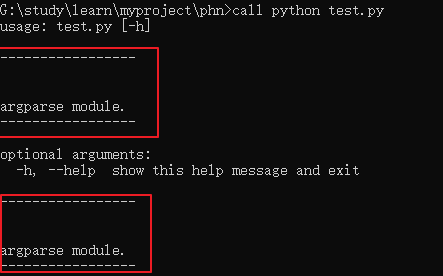 G:\study\learn\myproject\phn>call python test.py
usage: test.py [-h]
-----------------
argparse module.
-----------------
optional arguments:
  -h, --help  show this help message and exit
-----------------
argparse module.
-----------------